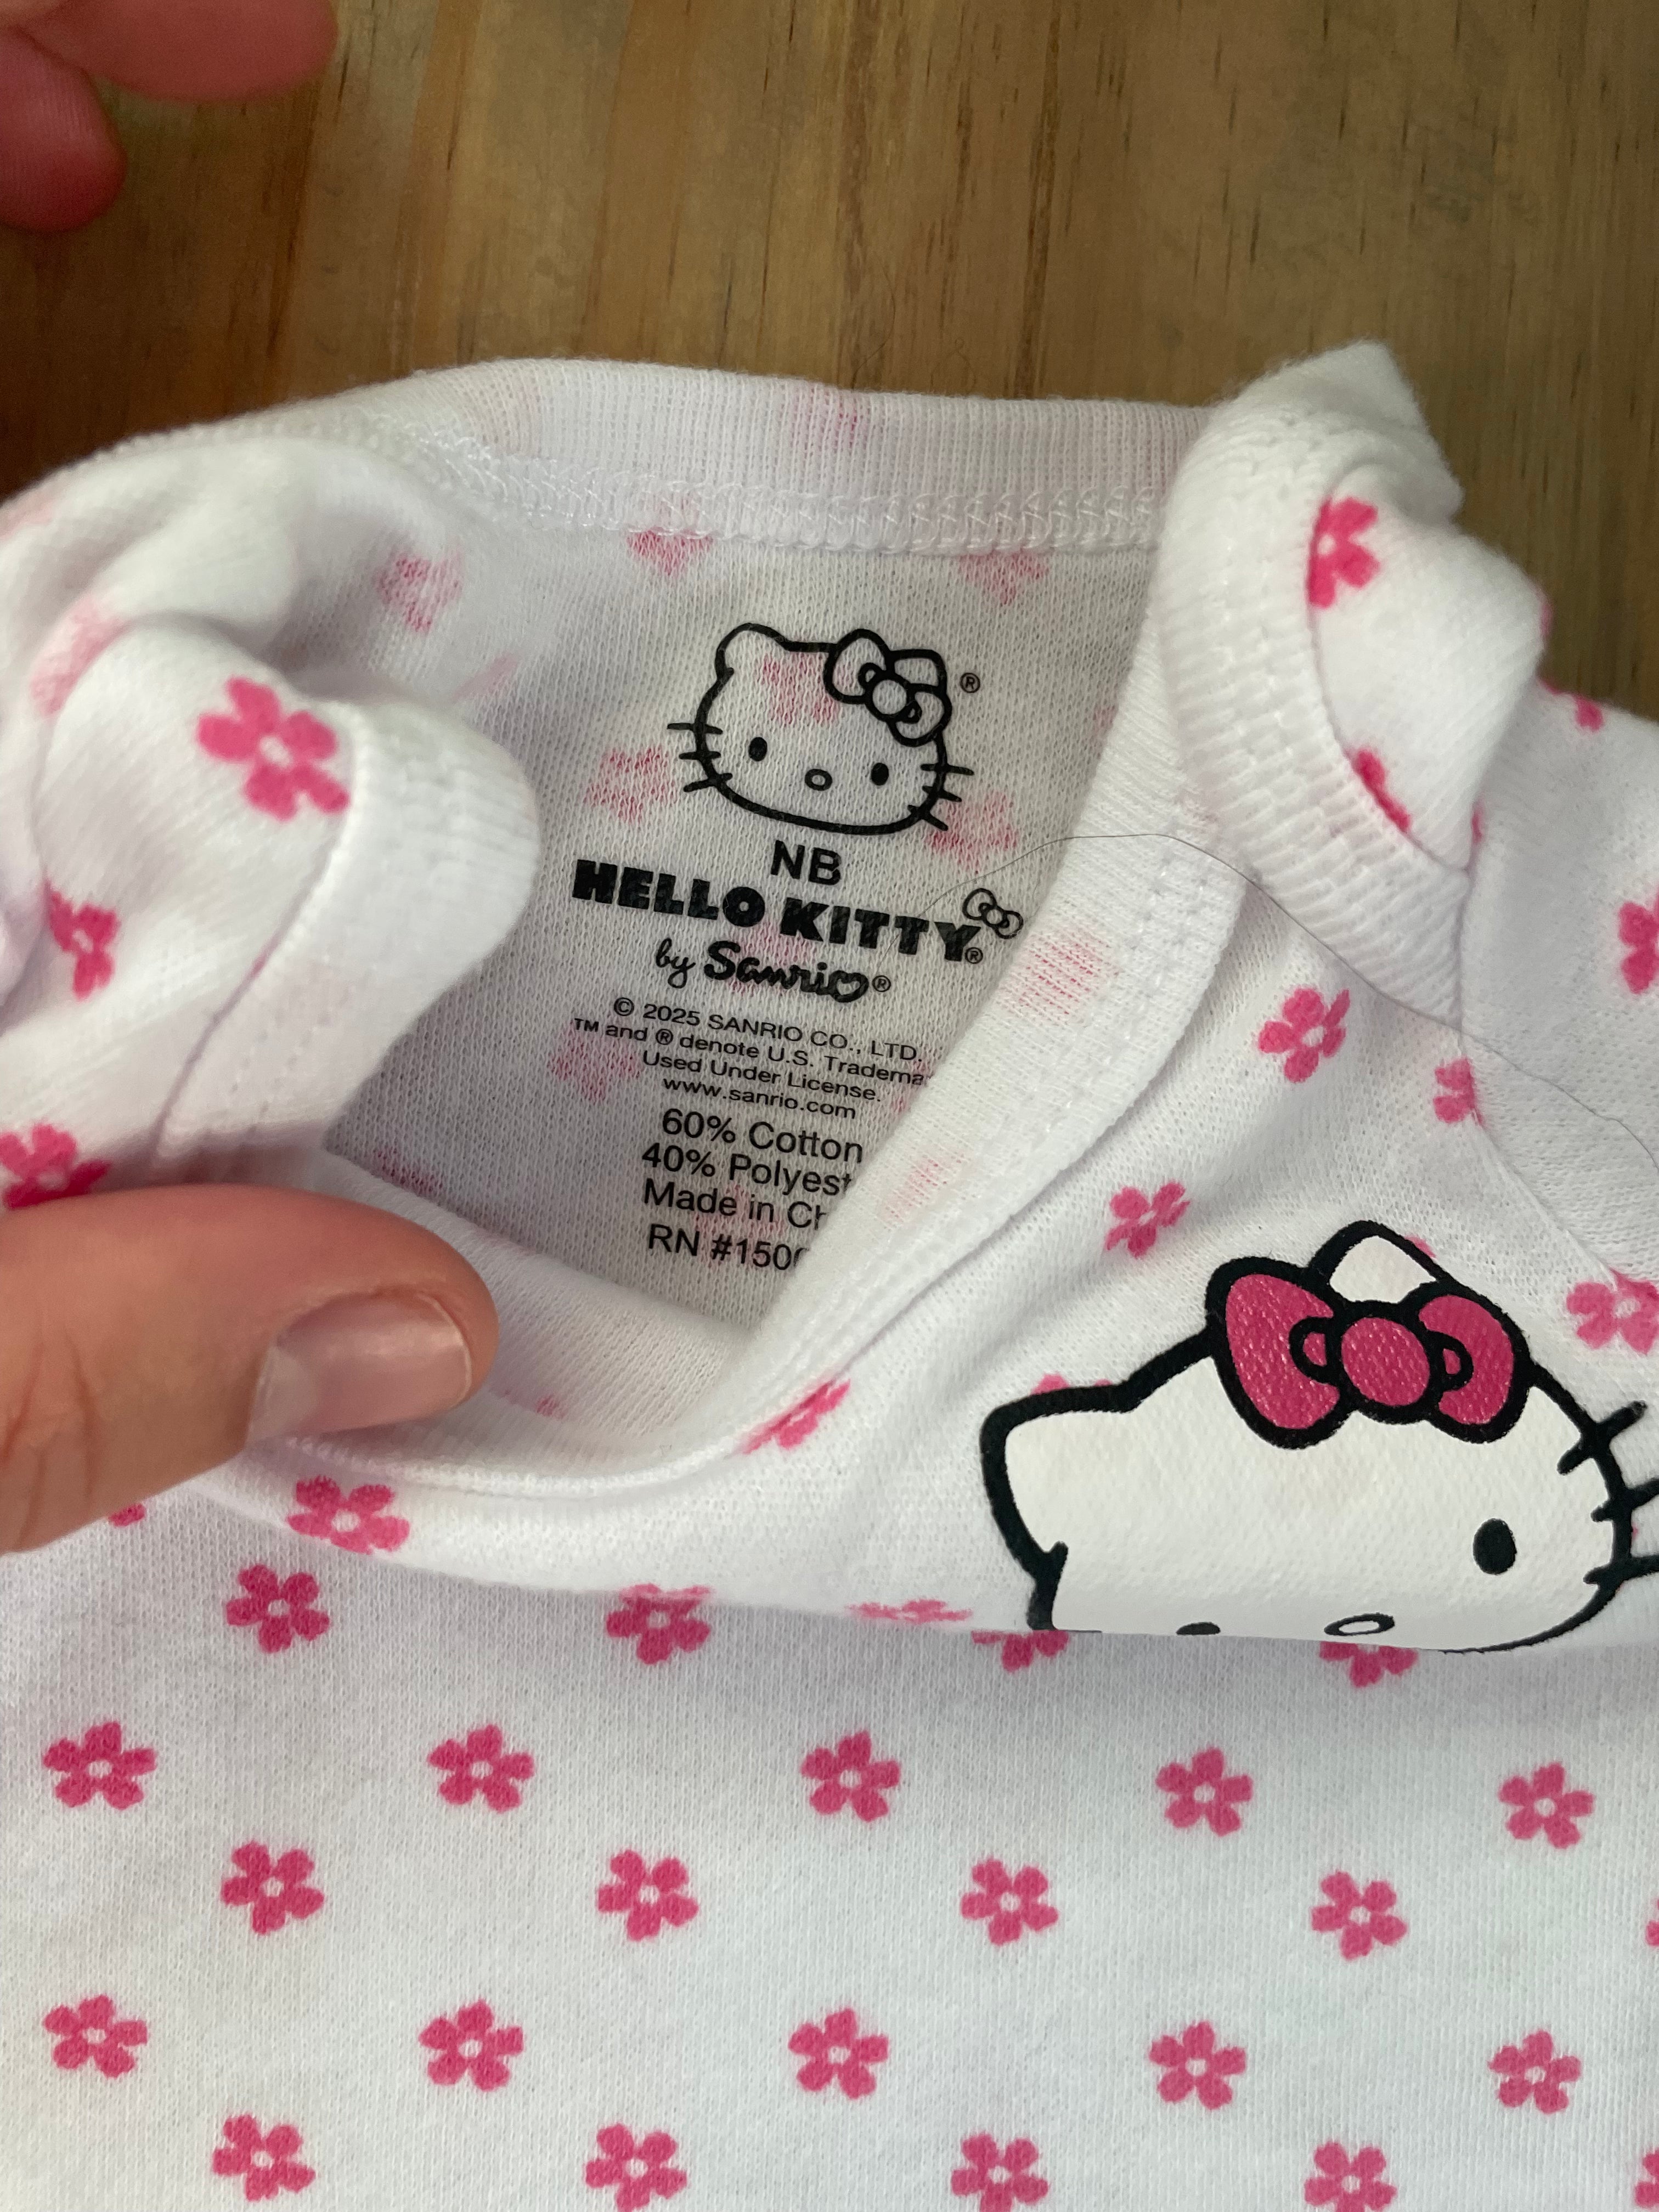 ®
NB
HELLO KITTY®
by Sanrio®
© 2025 SANRIO CO., LTD.
TM and ® denote U.S. Tradema
Used Under License.
www.sanrio.com
60% Cotton
40% Polyest
Made in Ch
RN #150